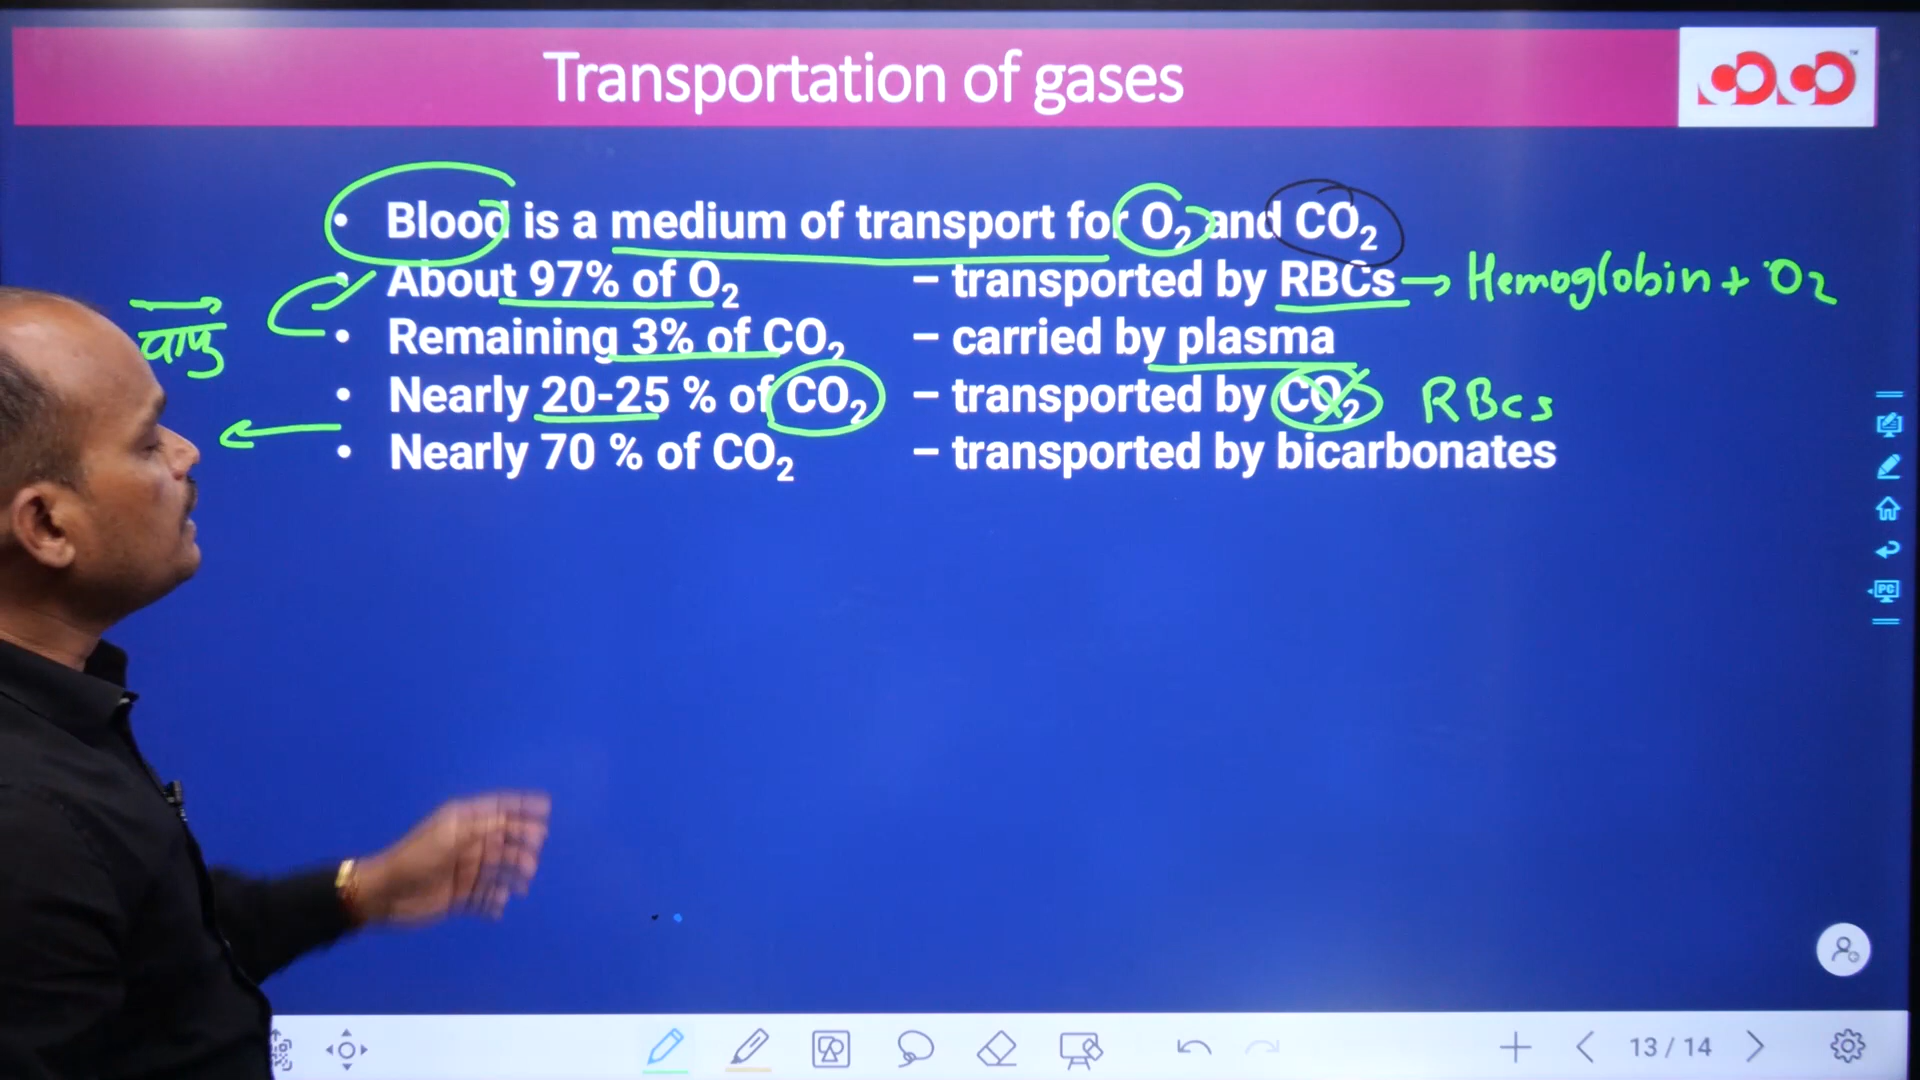 Transportation of gases
• Blood is a medium of transport for O₂ and CO₂
• About 97% of O₂ – transported by RBCs → Hemoglobin + O₂
वायु
• Remaining 3% of CO₂ – carried by plasma
• Nearly 20-25 % of CO₂ – transported by CO₂ RBCs
• Nearly 70 % of CO₂ – transported by bicarbonates
PC
13 / 14